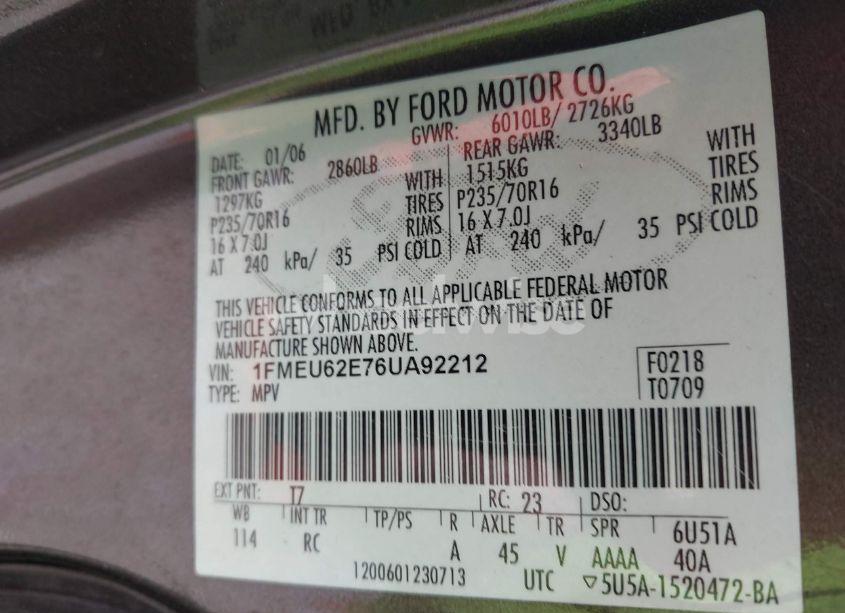 MFD. BY FORD MOTOR CO.
DATE: 01/06 GVWR: 6010LB/ 2726KG
FRONT GAWR: 2860LB REAR GAWR: 3340LB
1297KG WITH 1515KG WITH
P235/70R16 TIRES P235/70R16 TIRES
16 X 7.0J RIMS 16 X 7.0J RIMS
AT 240 kPa/ 35 PSI COLD AT 240 kPa/ 35 PSI COLD
THIS VEHICLE CONFORMS TO ALL APPLICABLE FEDERAL MOTOR
VEHICLE SAFETY STANDARDS IN EFFECT ON THE DATE OF
MANUFACTURE SHOWN ABOVE.
VIN: 1FMEU62E76UA92212 F0218
TYPE: MPV T0709
EXT PNT: T7 RC: 23 DSO:
WB INT TR TP/PS R AXLE TR SPR 6U51A
114 RC A 45 V AAAA 40A
1200601230713 UTC ▽5U5A-1520472-BA